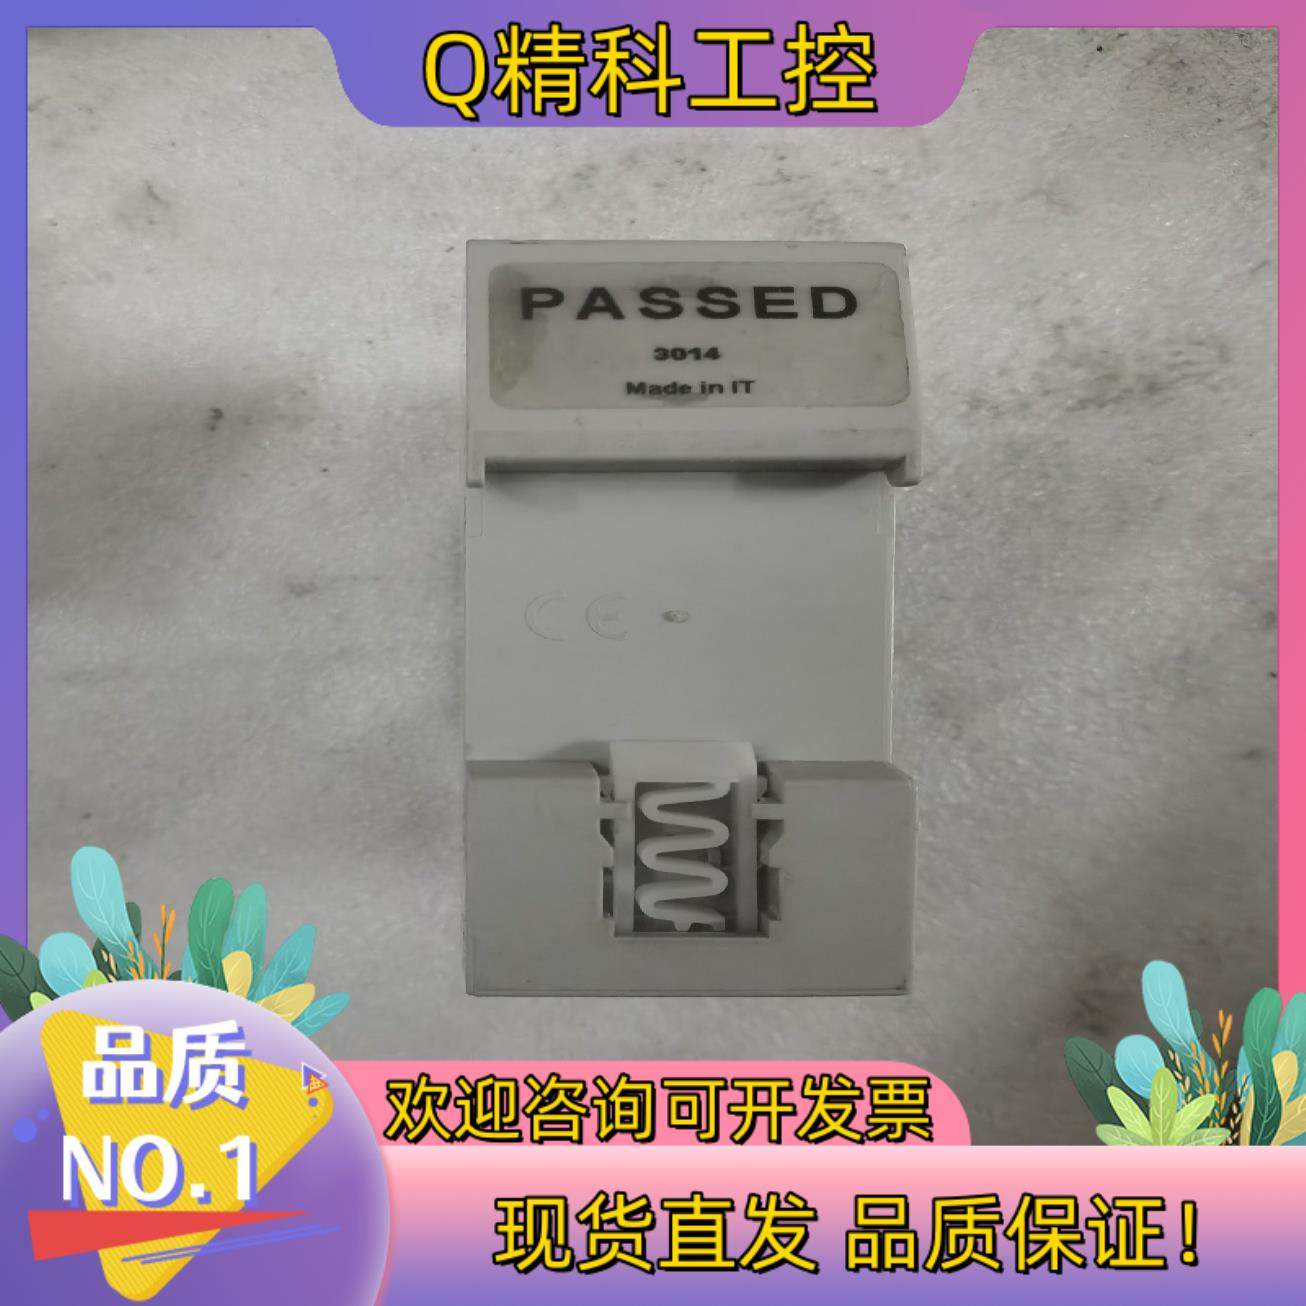 Q精科工控
PASSED
3014
Made in IT
CE
品质
NO.1
欢迎咨询可开发票
现货直发 品质保证!